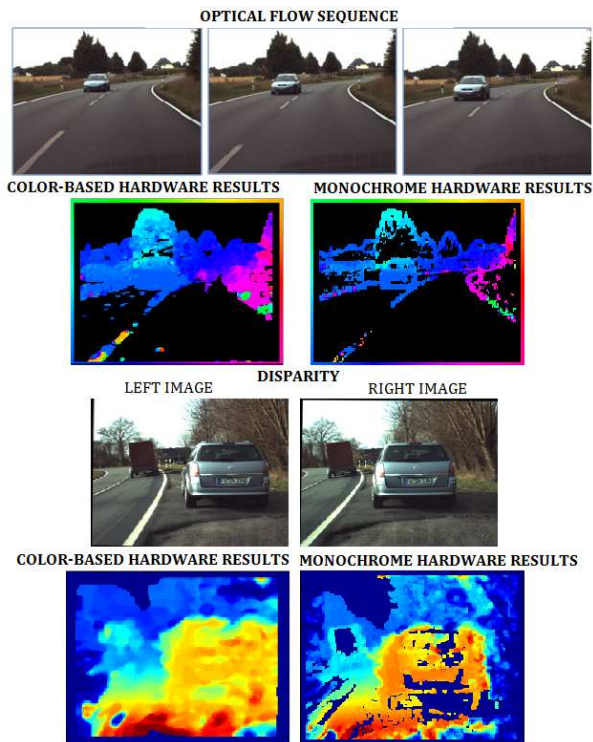 OPTICAL FLOW SEQUENCE
COLOR-BASED HARDWARE RESULTS
MONOCHROME HARDWARE RESULTS
DISPARITY
LEFT IMAGE
RIGHT IMAGE
COLOR-BASED HARDWARE RESULTS
MONOCHROME HARDWARE RESULTS